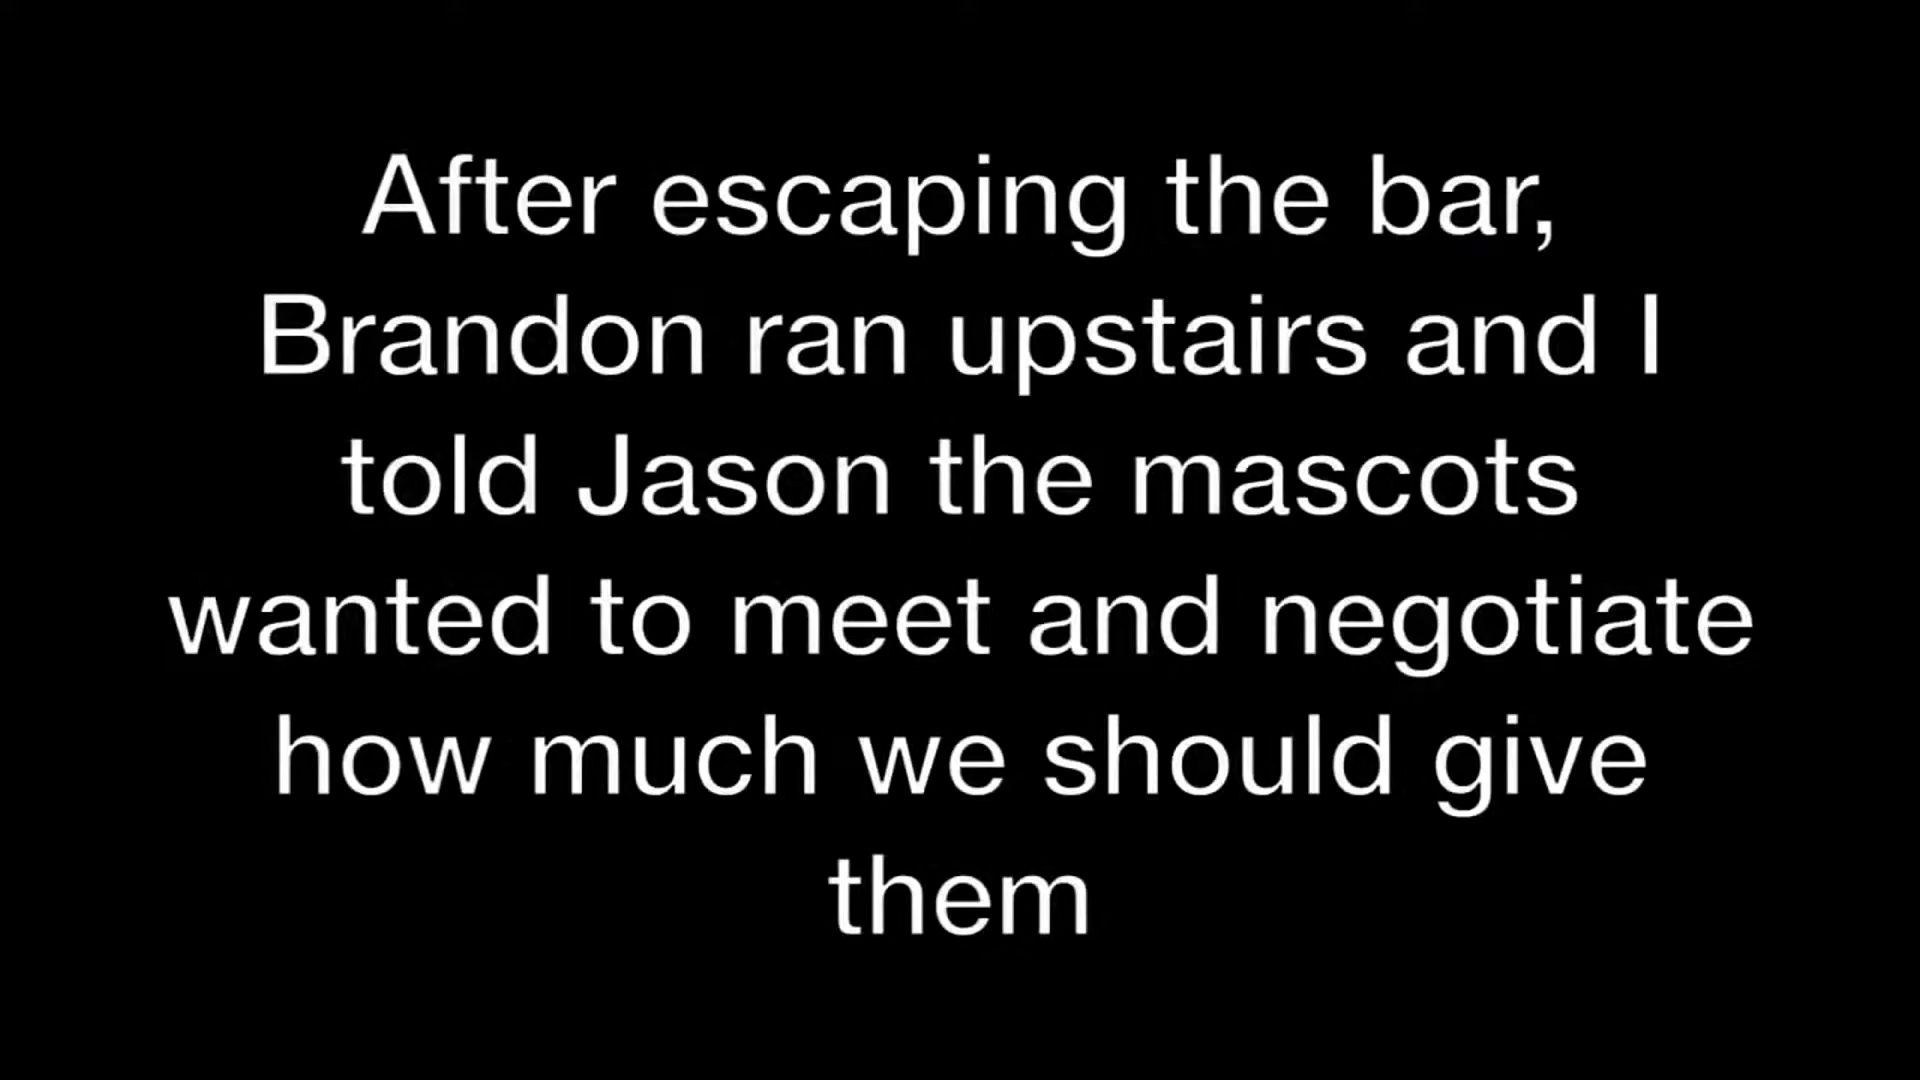 After escaping the bar,
Brandon ran upstairs and I
told Jason the mascots
wanted to meet and negotiate
how much we should give
them